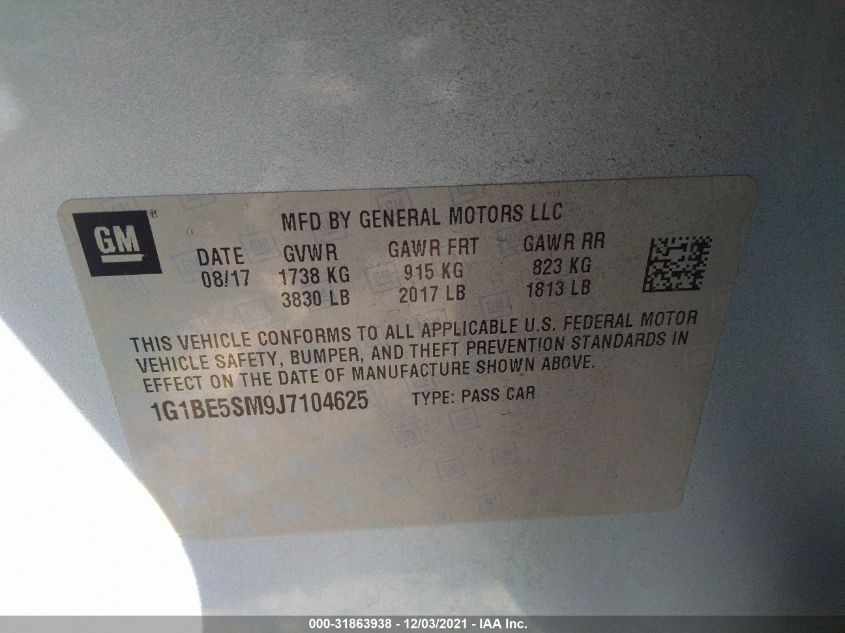 GM ®
MFD BY GENERAL MOTORS LLC
DATE GVWR GAWR FRT GAWR RR
08/17 1738 KG 915 KG 823 KG
3830 LB 2017 LB 1813 LB
THIS VEHICLE CONFORMS TO ALL APPLICABLE U.S. FEDERAL MOTOR
VEHICLE SAFETY, BUMPER, AND THEFT PREVENTION STANDARDS IN
EFFECT ON THE DATE OF MANUFACTURE SHOWN ABOVE.
1G1BE5SM9J7104625 TYPE: PASS CAR
000-31863938 - 12/03/2021 - IAA Inc.